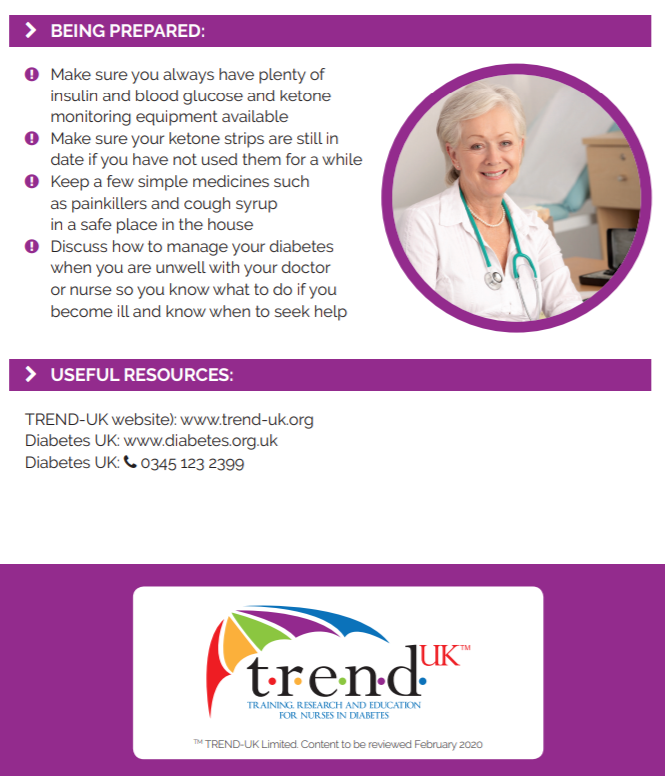 BEING PREPARED:
Make sure you always have plenty of
insulin and blood glucose and ketone
monitoring equipment available
Make sure your ketone strips are still in
date if you have not used them for a while
Keep a few simple medicines such
as painkillers and cough syrup
in a safe place in the house
Discuss how to manage your diabetes
when you are unwell with your doctor
or nurse so you know what to do if you
become ill and know when to seek help
USEFUL RESOURCES:
TREND-UK website): www.trend-uk.org
Diabetes UK: www.diabetes.org.uk
Diabetes UK: 0345 123 2399
t.r.e.n.d. UK™
TRAINING, RESEARCH AND EDUCATION
FOR NURSES IN DIABETES
™ TREND-UK Limited. Content to be reviewed February 2020